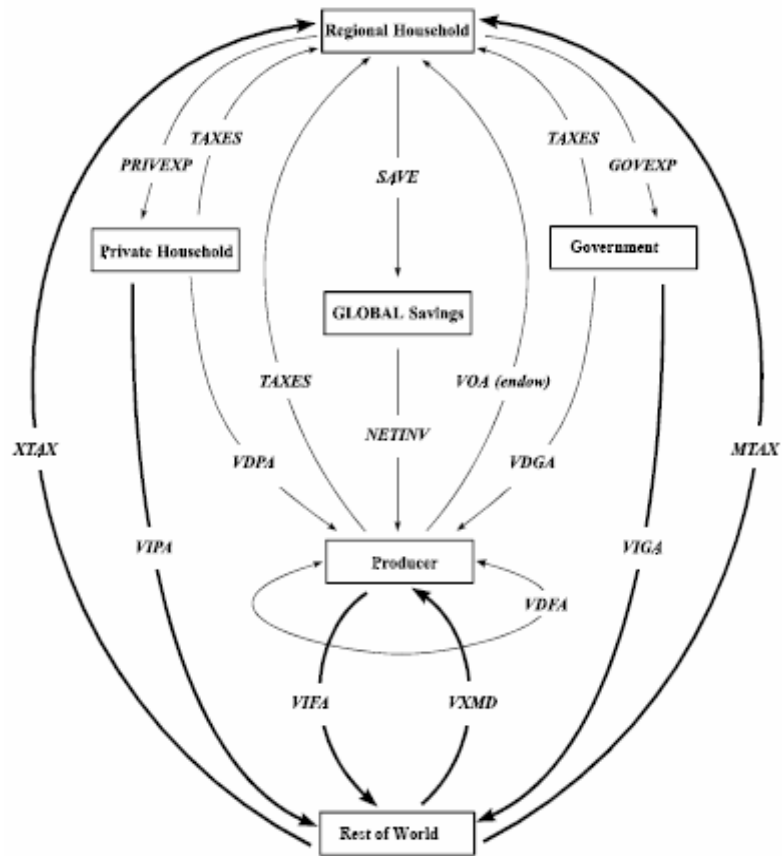 Regional Household
TAXES
TAXES
PRIVEXP
GOVEXP
SAVE
Private Household
Government
GLOBAL Savings
TAXES
VOA (endow)
NETINV
XTAX
MTAX
VDPA
VDGA
VIPA
VIGA
Producer
VDFA
VIFA
VXMD
Rest of World